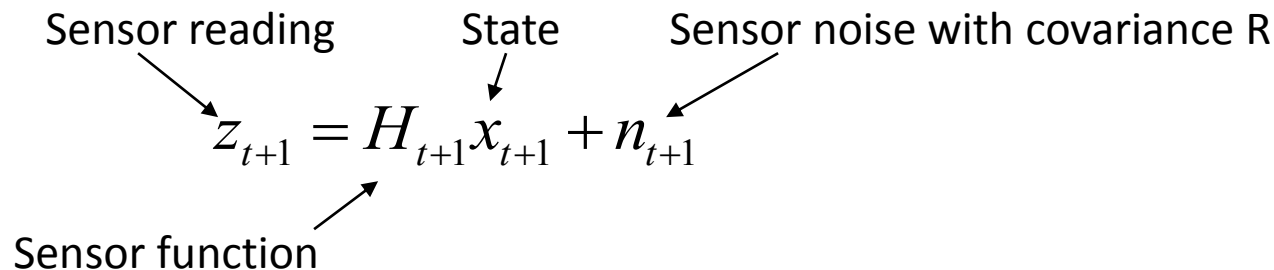 Sensor reading State Sensor noise with covariance R
z_{t+1} = H_{t+1} x_{t+1} + n_{t+1}
Sensor function